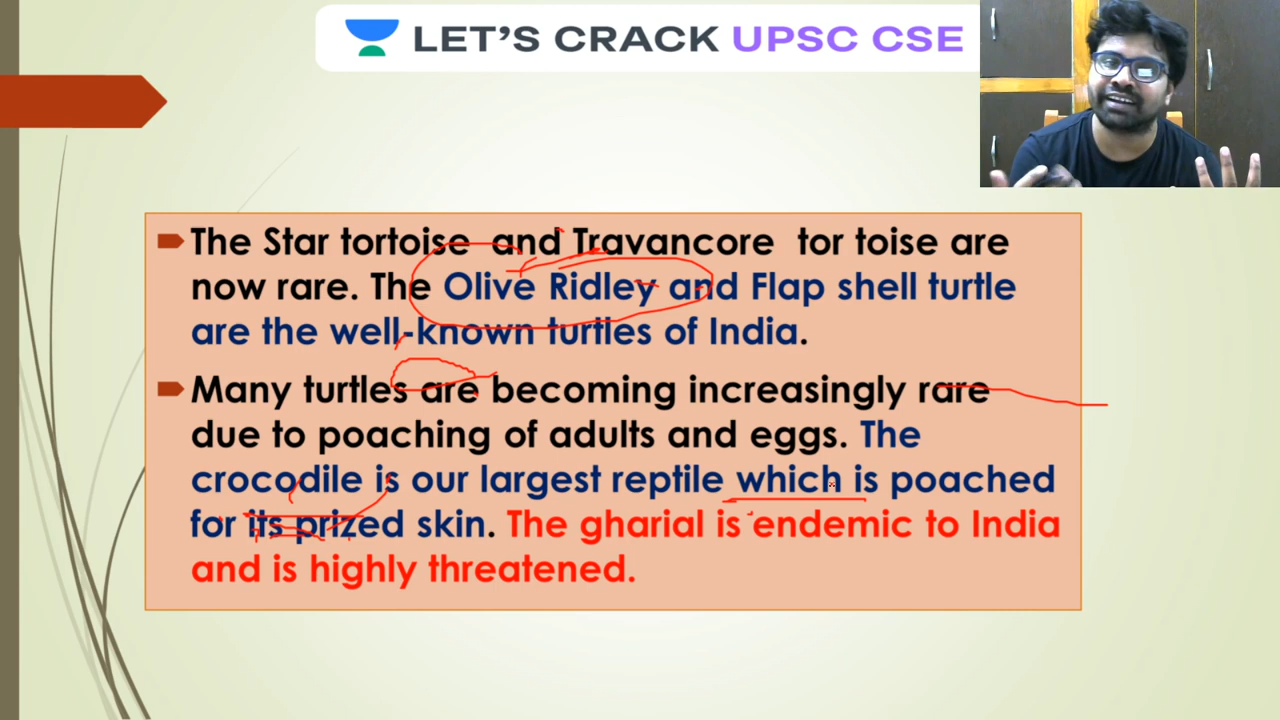 LET'S CRACK UPSC CSE
The Star tortoise and Travancore tor toise are
now rare. The Olive Ridley and Flap shell turtle
are the well-known turtles of India.
Many turtles are becoming increasingly rare
due to poaching of adults and eggs. The
crocodile is our largest reptile which is poached
for its prized skin. The gharial is endemic to India
and is highly threatened.